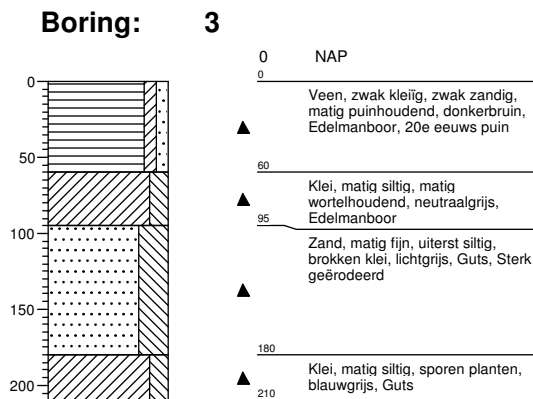 Boring: 3
0 NAP
0
0
Veen, zwak kleiïg, zwak zandig,
matig puinhoudend, donkerbruin,
Edelmanboor, 20e eeuws puin
50
60
Klei, matig siltig, matig
wortelhoudend, neutraalgrijs,
Edelmanboor
95
100
Zand, matig fijn, uiterst siltig,
brokken klei, lichtgrijs, Guts, Sterk
geërodeerd
150
180
Klei, matig siltig, sporen planten,
blauwgrijs, Guts
200
210